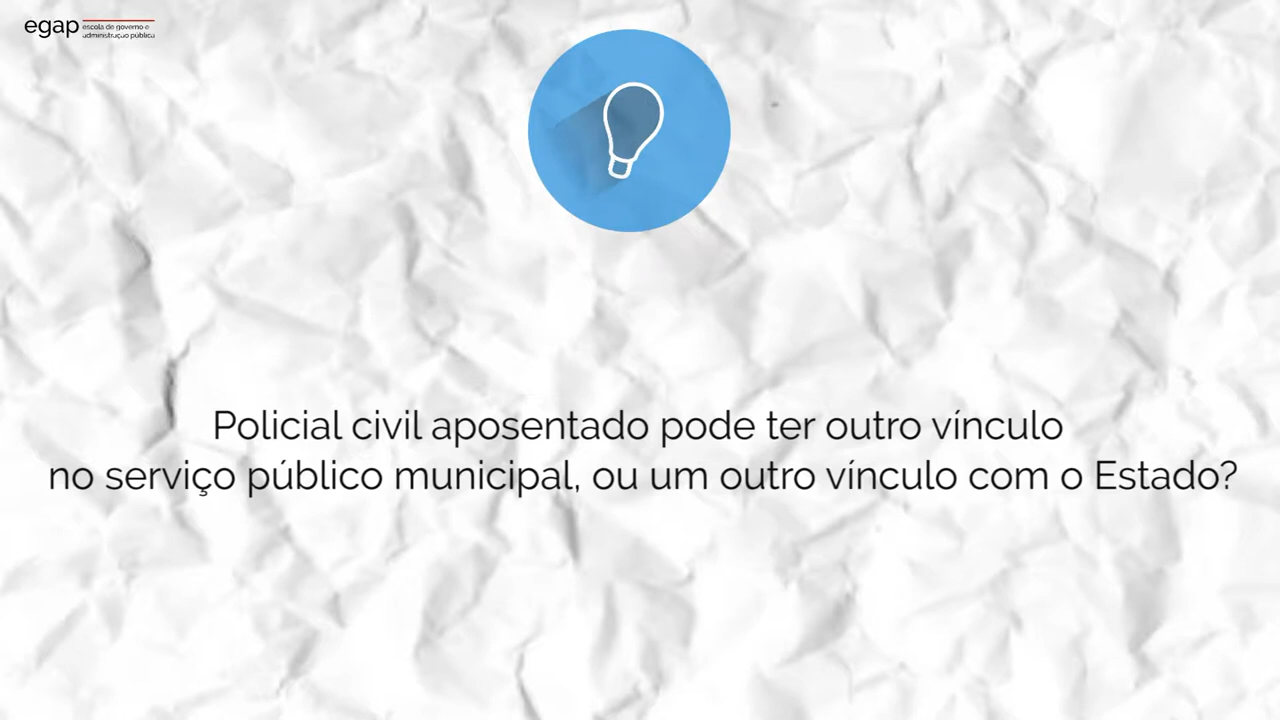 egap
escola de governo e
administração pública
Policial civil aposentado pode ter outro vínculo
no serviço público municipal, ou um outro vínculo com o Estado?